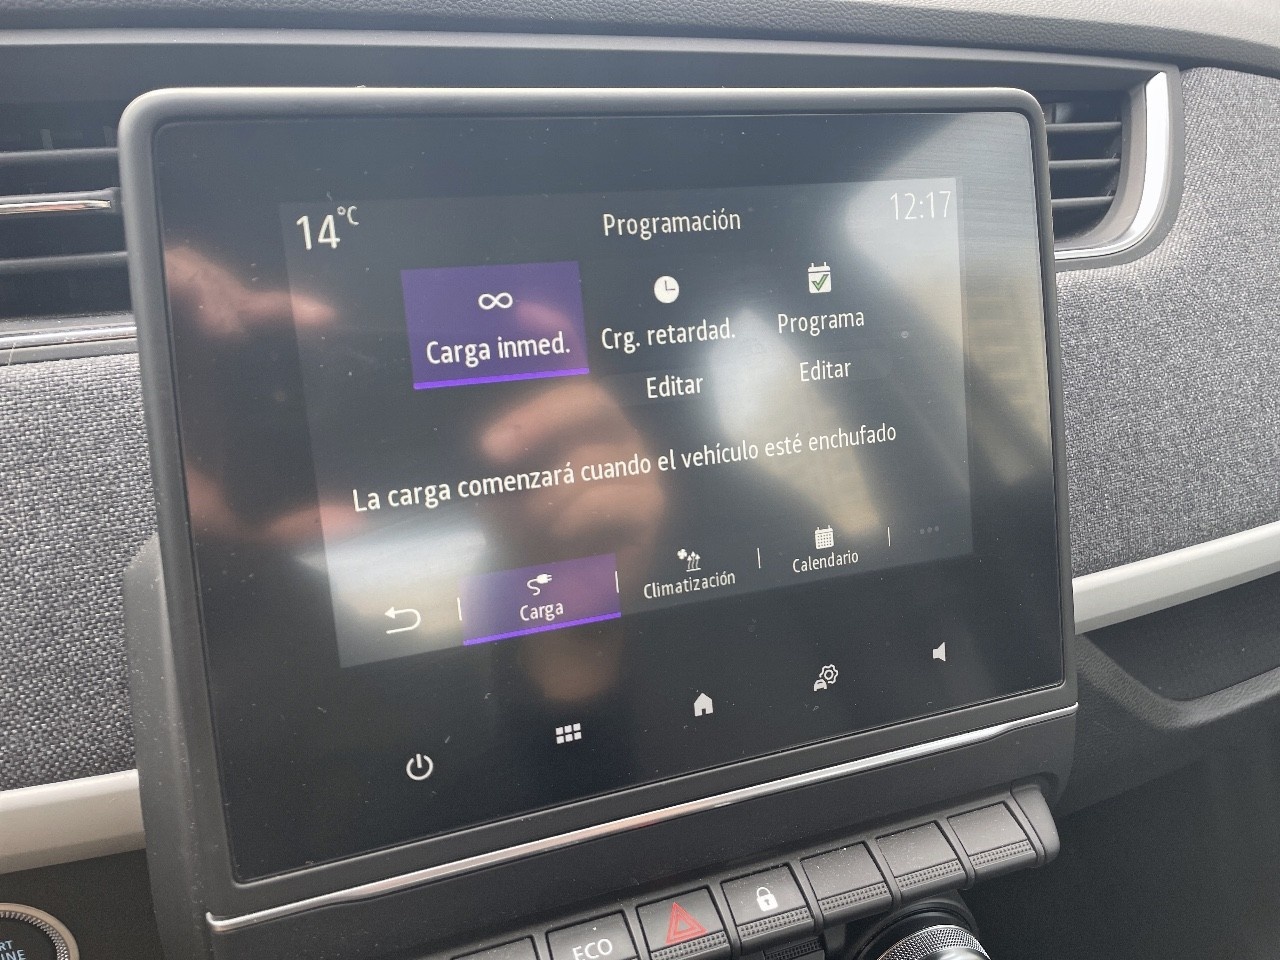 14°C
Programación
12:17
Carga inmed.
Crg. retardad.
Programa
Editar
Editar
La carga comenzará cuando el vehículo esté enchufado
Carga
Climatización
Calendario
ECO